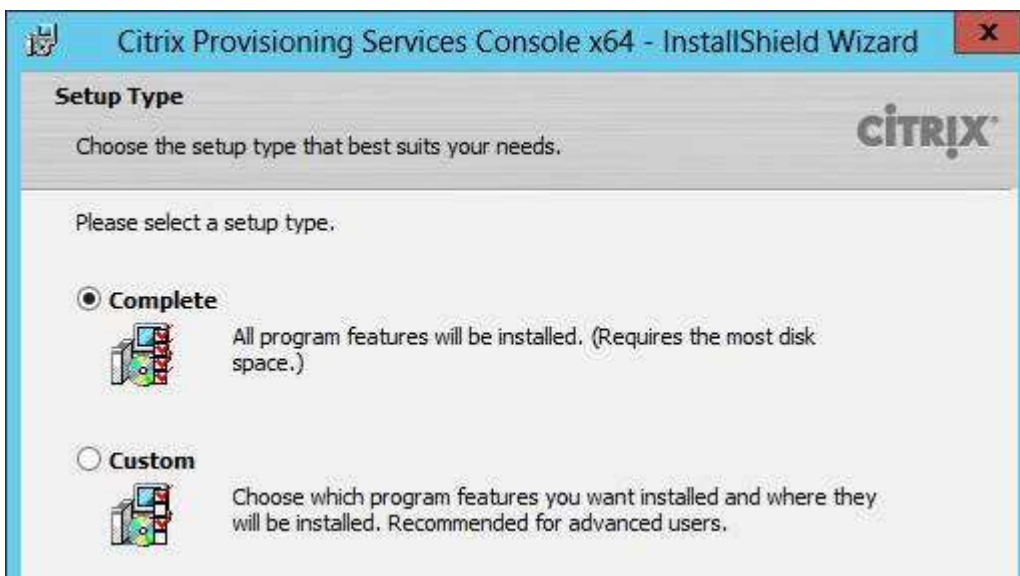 Citrix Provisioning Services Console x64 - InstallShield Wizard
x
Setup Type
Choose the setup type that best suits your needs.
CİTRİX
Please select a setup type.
Complete
All program features will be installed. (Requires the most disk
space.)
Custom
Choose which program features you want installed and where they
will be installed. Recommended for advanced users.